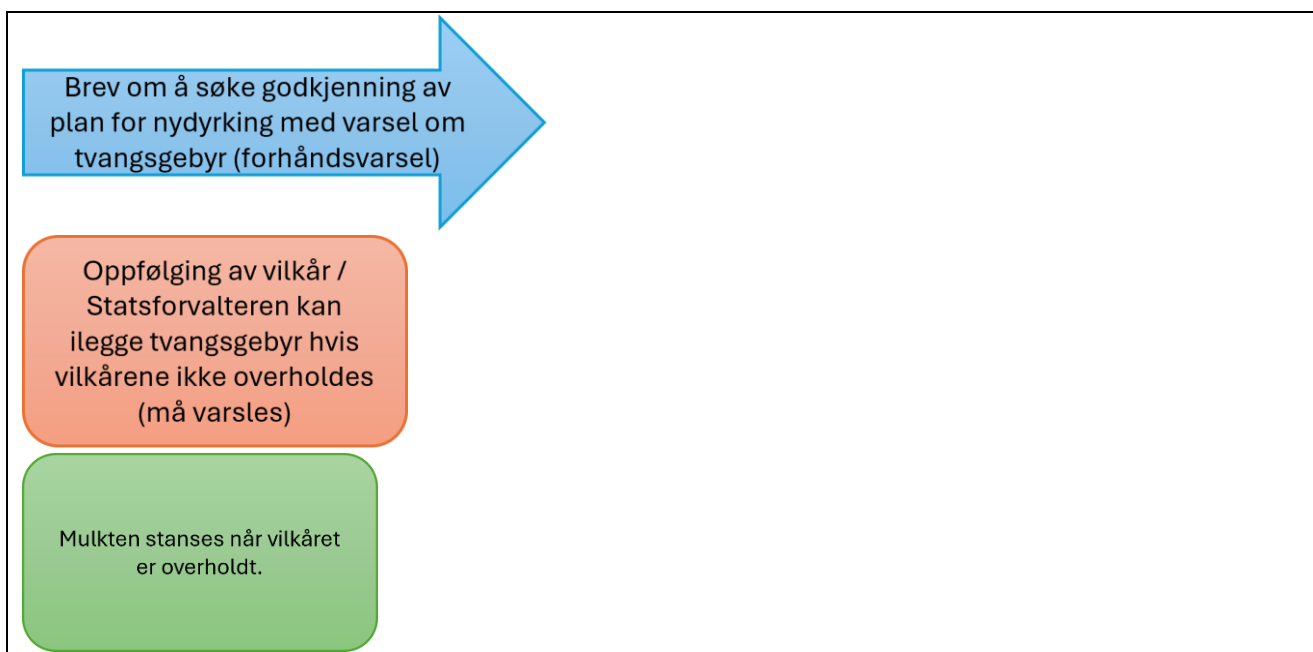 Brev om å søke godkjenning av
plan for nydyrking med varsel om
tvangsgebyr (forhåndsvarsel)
Oppfølging av vilkår /
Statsforvalteren kan
ilegge tvangsgebyr hvis
vilkårene ikke overholdes
(må varsles)
Mulkten stanses når vilkåret
er overholdt.